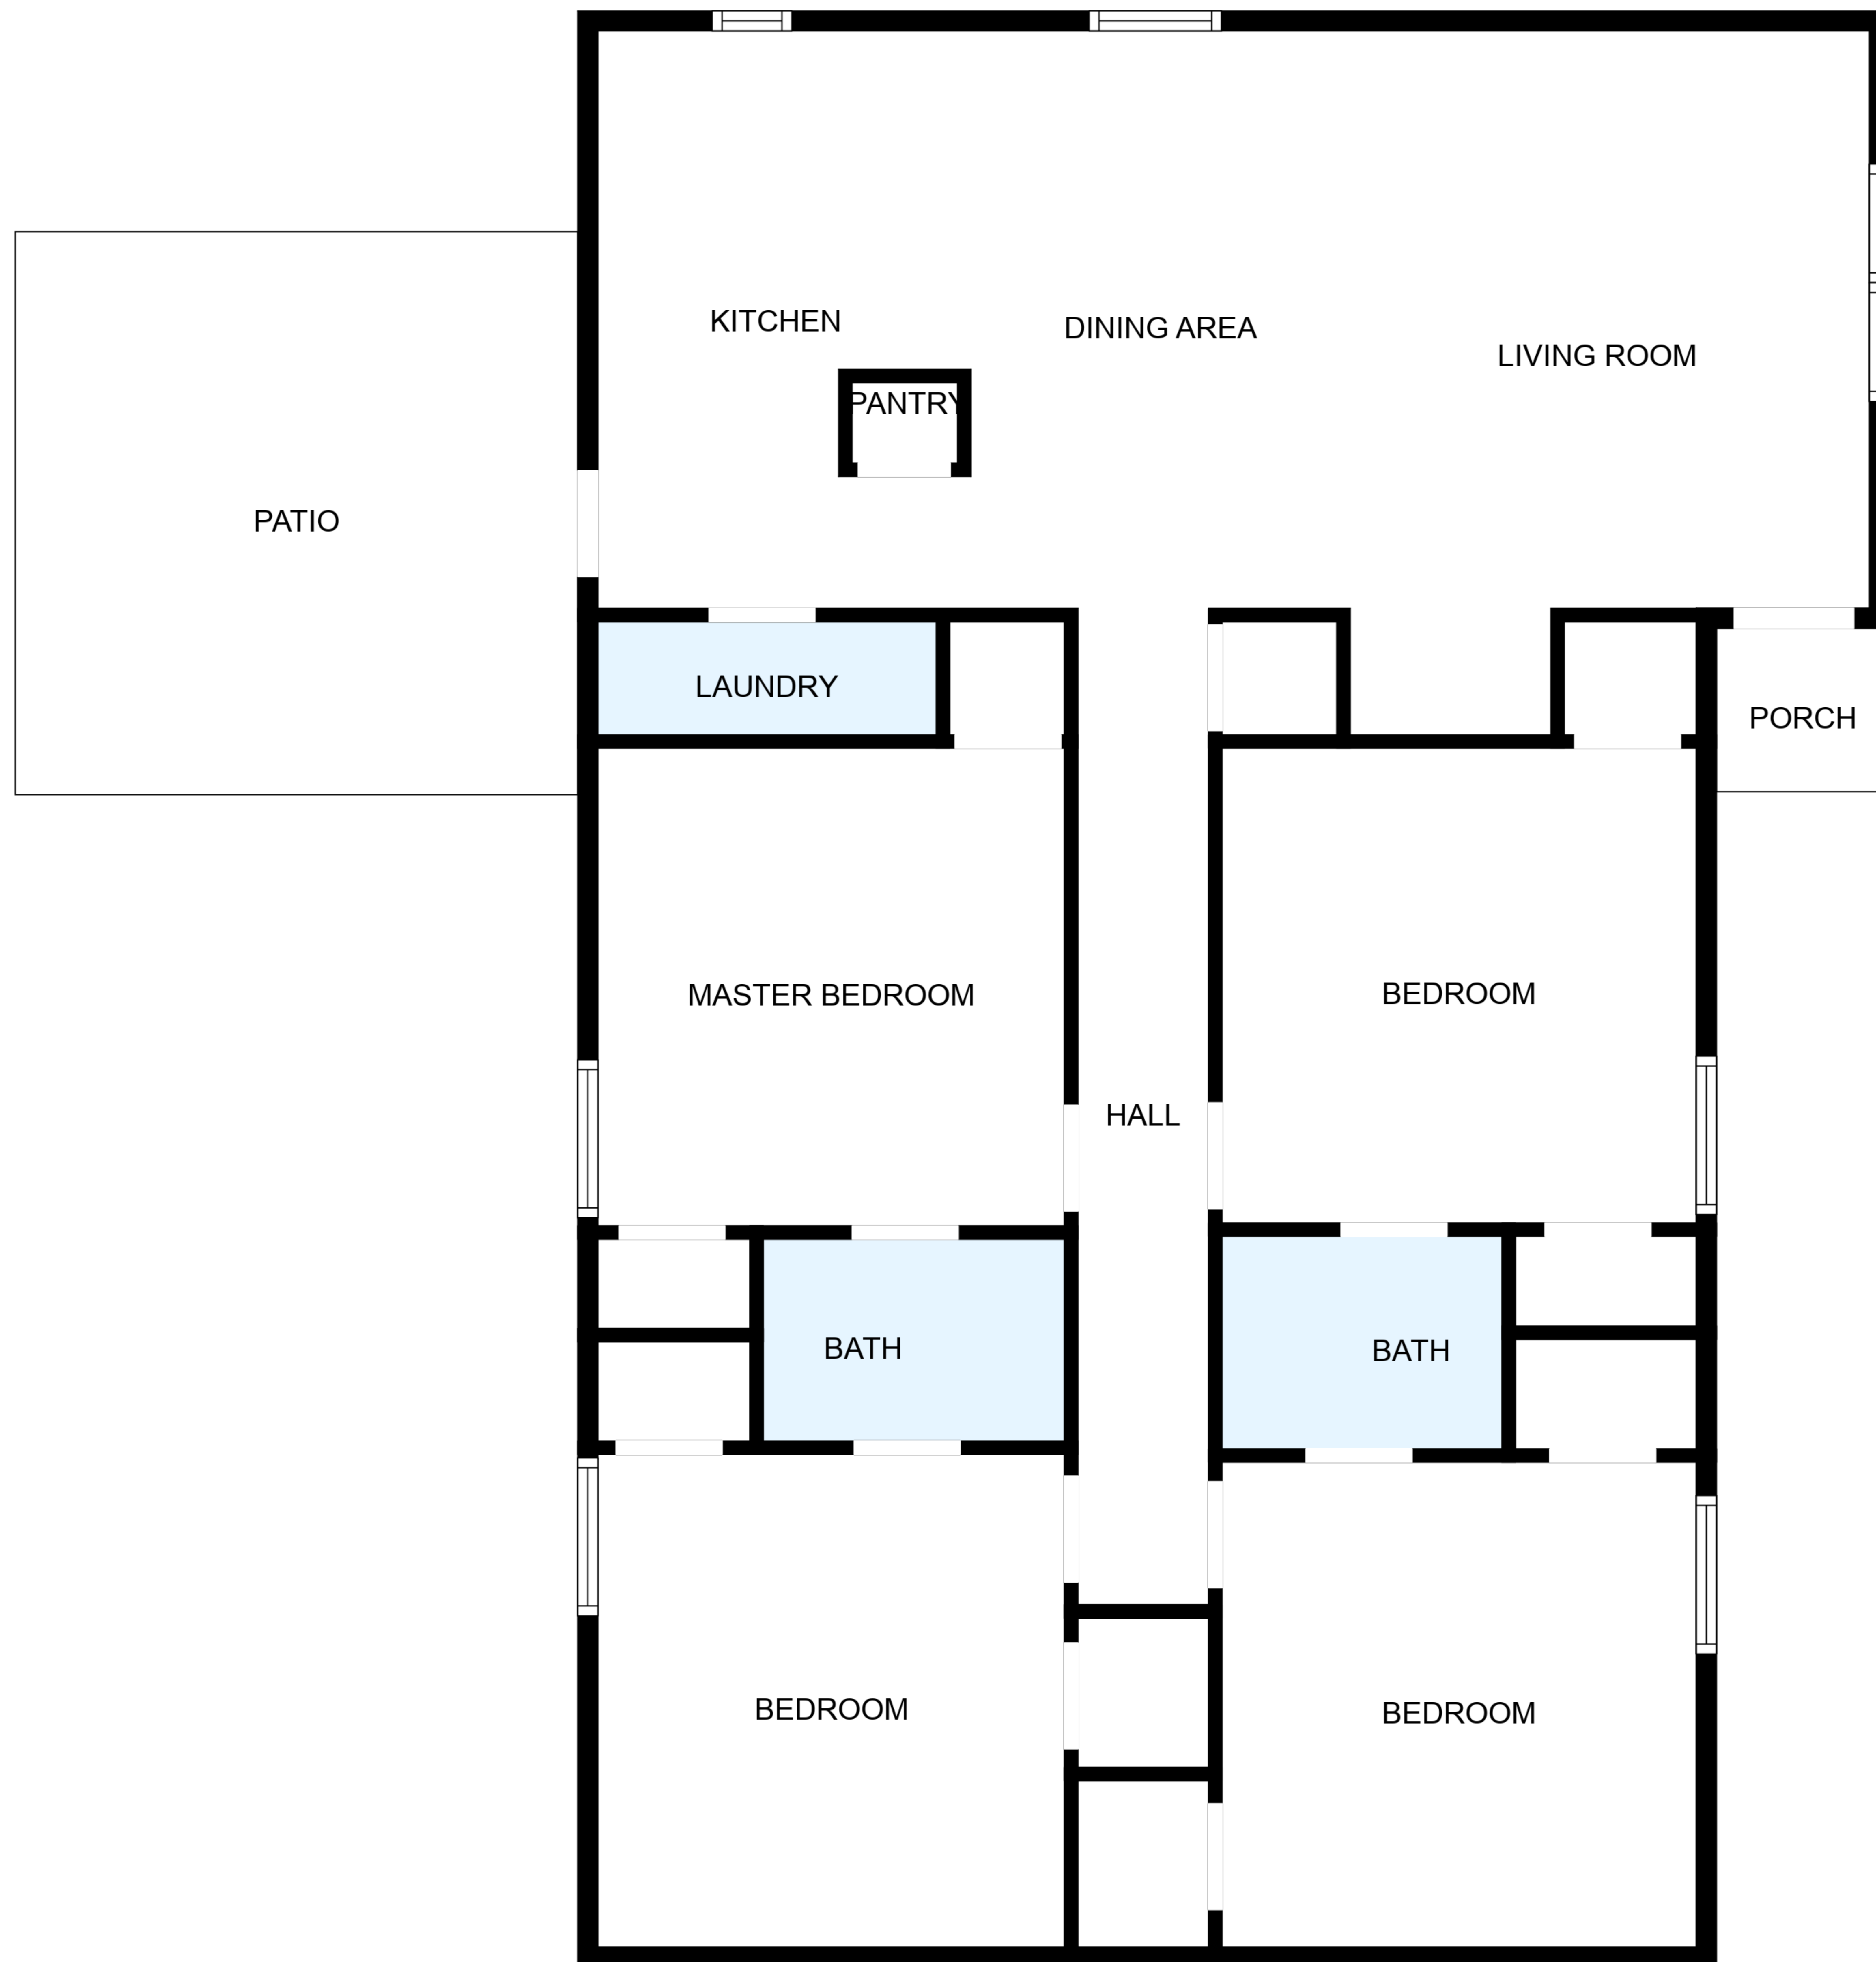 KITCHEN
DINING AREA
LIVING ROOM
PANTRY
PATIO
LAUNDRY
PORCH
MASTER BEDROOM
BEDROOM
HALL
BATH
BATH
BEDROOM
BEDROOM